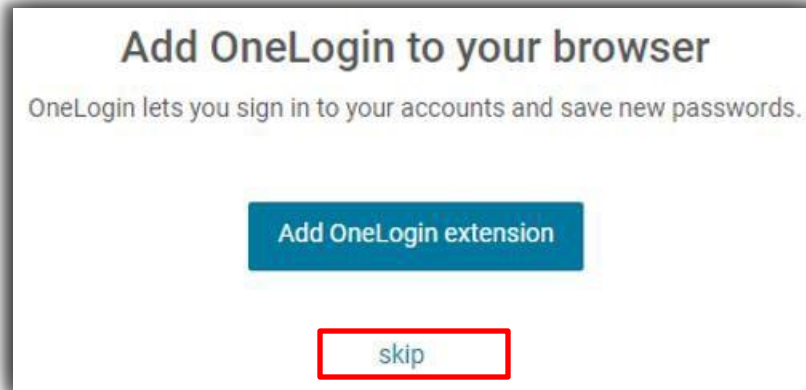 Add OneLogin to your browser
OneLogin lets you sign in to your accounts and save new passwords.
Add OneLogin extension
skip